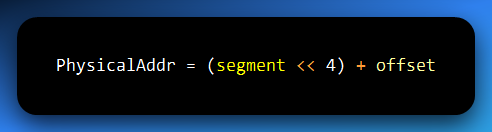 PhysicalAddr = (segment << 4) + offset